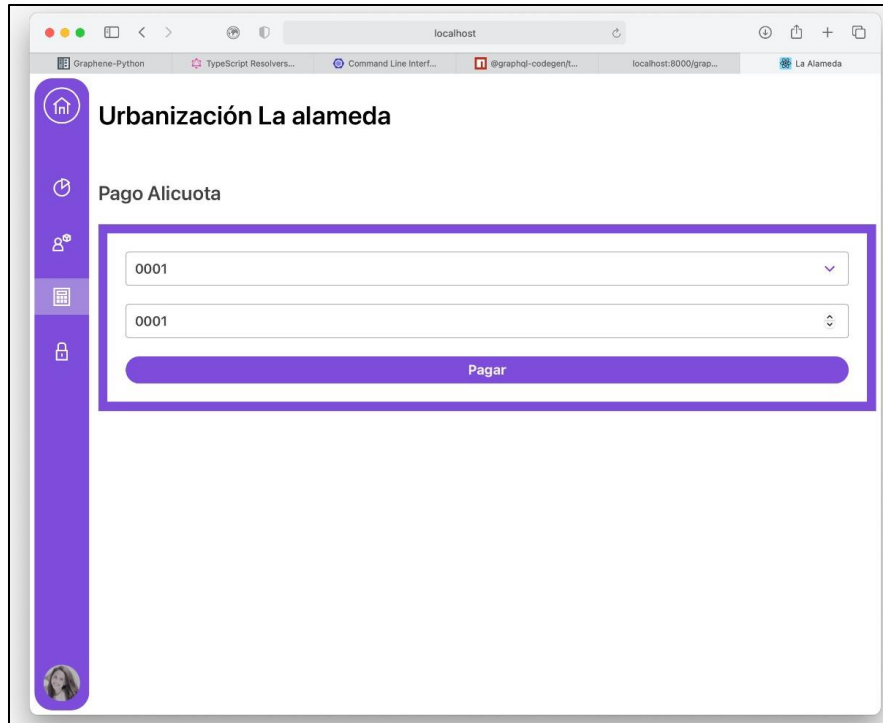 localhost
Graphene-Python
TypeScript Resolvers...
Command Line Interf...
@graphql-codegen/t...
localhost:8000/grap...
La Alameda
Urbanización La alameda
Pago Alicuota
0001
0001
Pagar